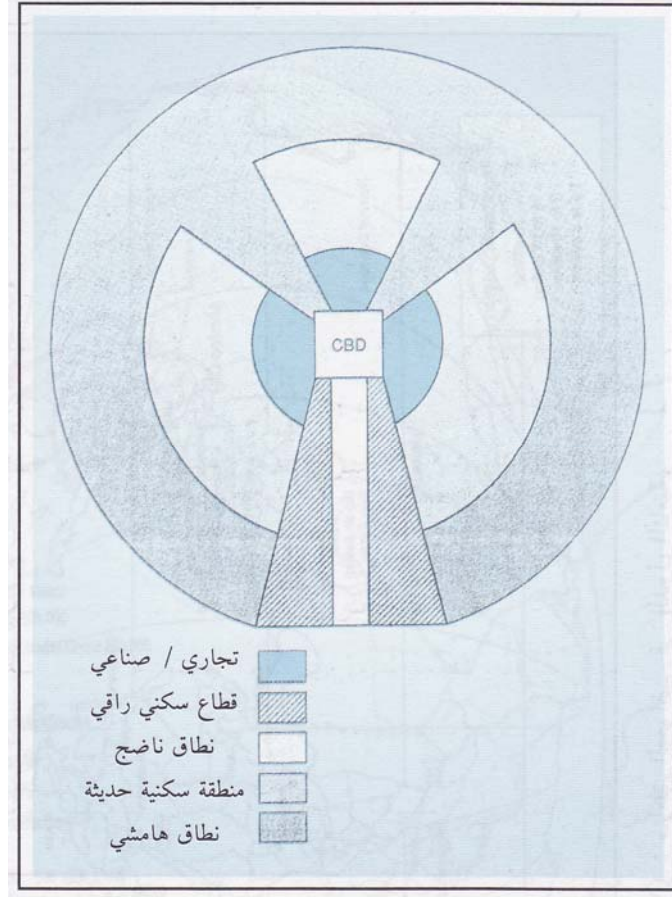 CBD
تجاري / صناعي
قطاع سكني راقي
نطاق ناضج
منطقة سكنية حديثة
نطاق هامشي